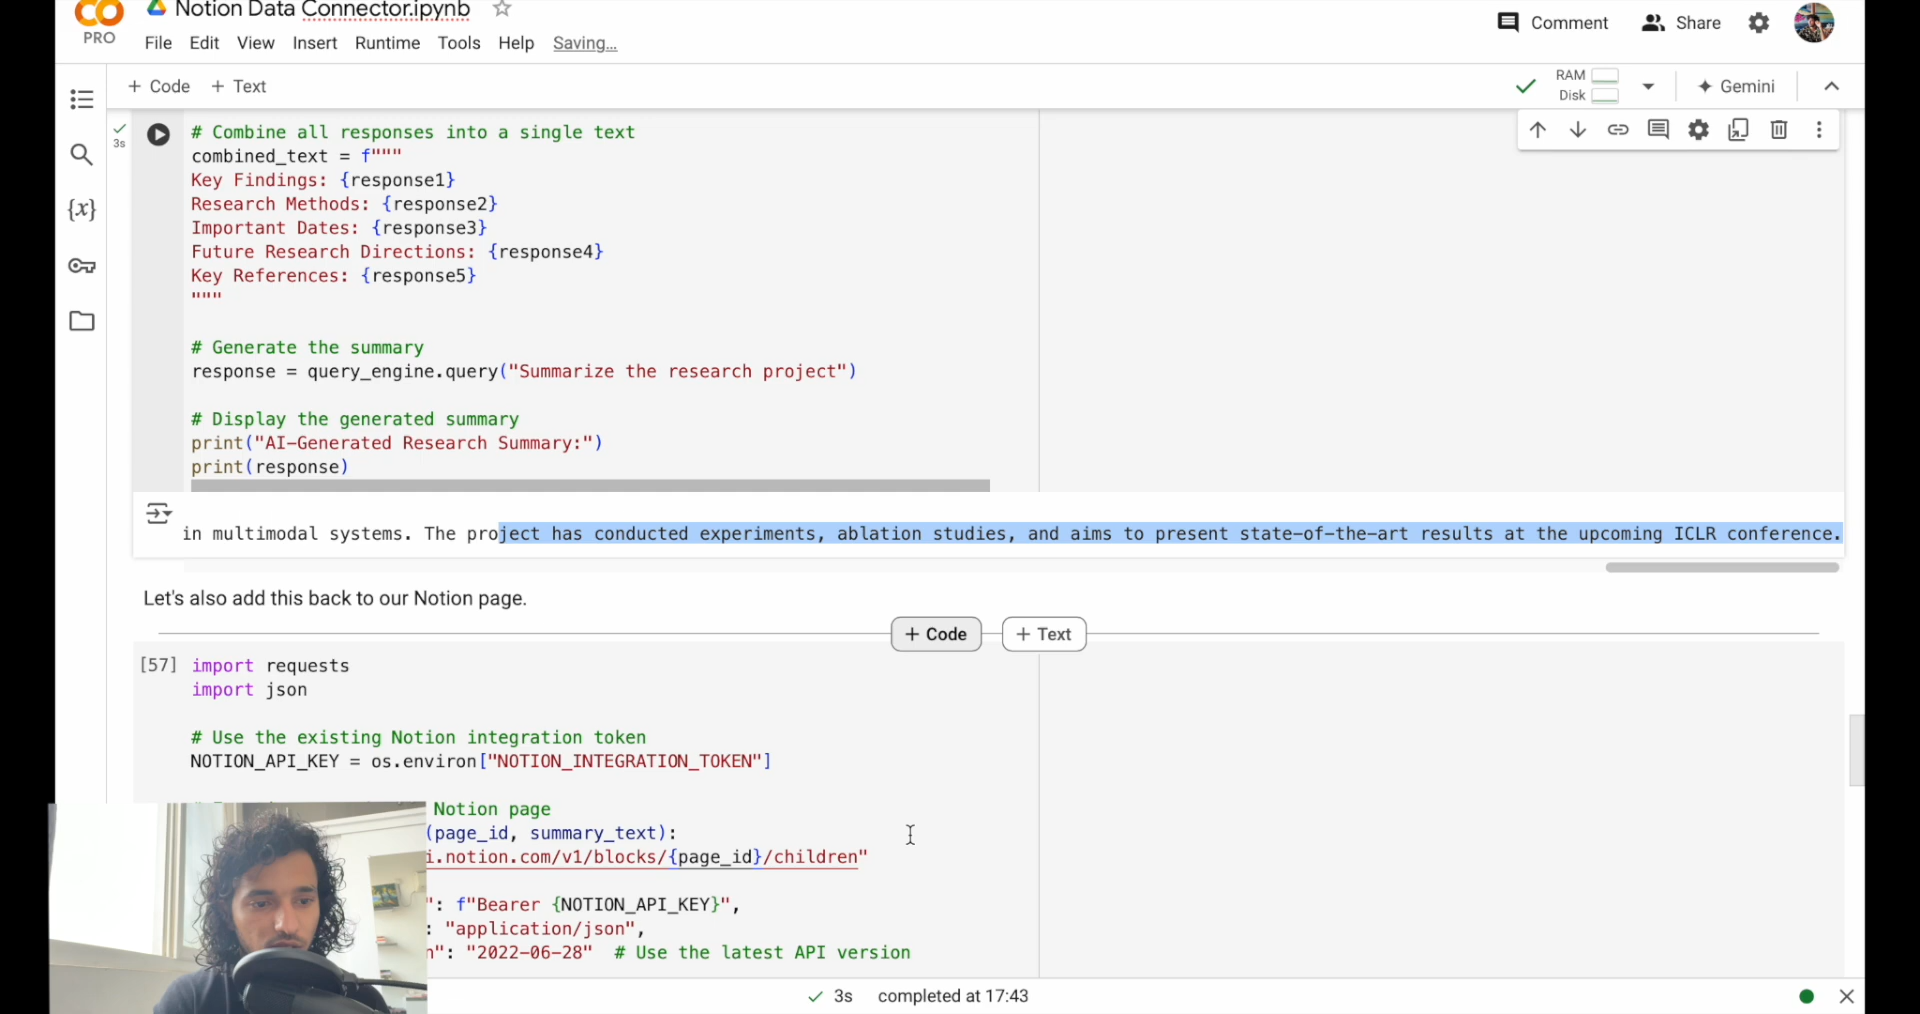 Notion Data Connector.ipynb
PRO
File Edit View Insert Runtime Tools Help Saving...
Comment Share
+ Code + Text
RAM
Disk
Gemini
3s
# Combine all responses into a single text
combined_text = f"""
Key Findings: {response1}
Research Methods: {response2}
Important Dates: {response3}
Future Research Directions: {response4}
Key References: {response5}
"""
# Generate the summary
response = query_engine.query("Summarize the research project")
# Display the generated summary
print("AI-Generated Research Summary:")
print(response)
{x}
in multimodal systems. The project has conducted experiments, ablation studies, and aims to present state-of-the-art results at the upcoming ICLR conference.
Let's also add this back to our Notion page.
+ Code + Text
[57] import requests
import json
# Use the existing Notion integration token
NOTION_API_KEY = os.environ["NOTION_INTEGRATION_TOKEN"]
Notion page
(page_id, summary_text):
i.notion.com/v1/blocks/{page_id}/children"
": f"Bearer {NOTION_API_KEY}",
: "application/json",
n": "2022-06-28" # Use the latest API version
3s completed at 17:43